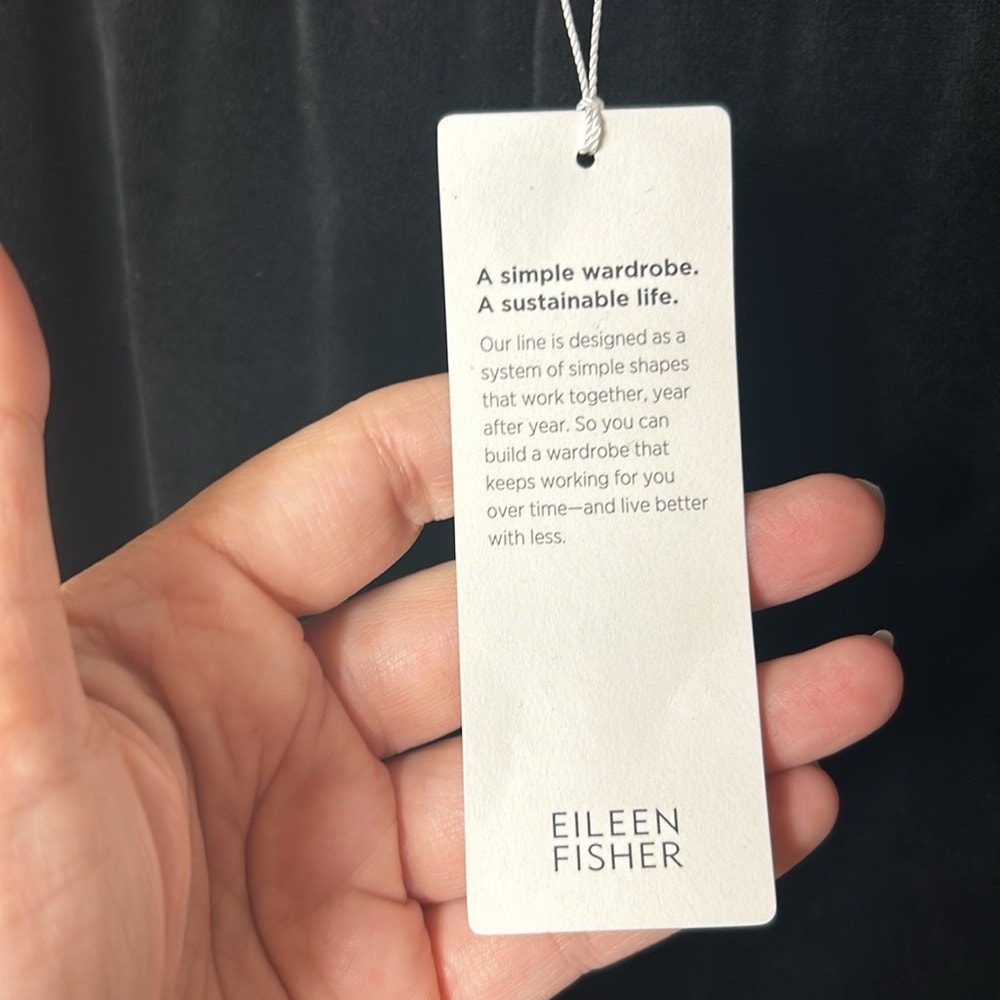 A simple wardrobe.
A sustainable life.
Our line is designed as a
system of simple shapes
that work together, year
after year. So you can
build a wardrobe that
keeps working for you
over time—and live better
with less.
EILEEN
FISHER